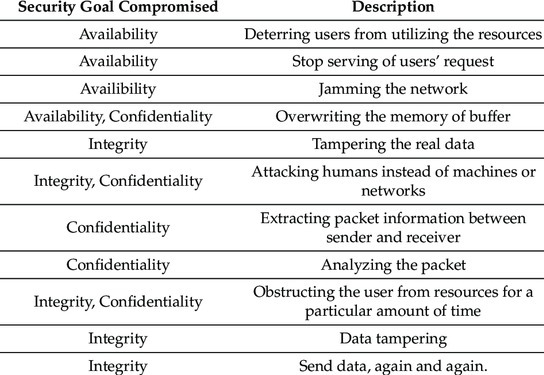 Security Goal Compromised Description
Availability Deterring users from utilizing the resources
Availability Stop serving of users' request
Availibility Jamming the network
Availability, Confidentiality Overwriting the memory of buffer
Integrity Tampering the real data
Integrity, Confidentiality Attacking humans instead of machines or
networks
Confidentiality Extracting packet information between
sender and receiver
Confidentiality Analyzing the packet
Integrity, Confidentiality Obstructing the user from resources for a
particular amount of time
Integrity Data tampering
Integrity Send data, again and again.